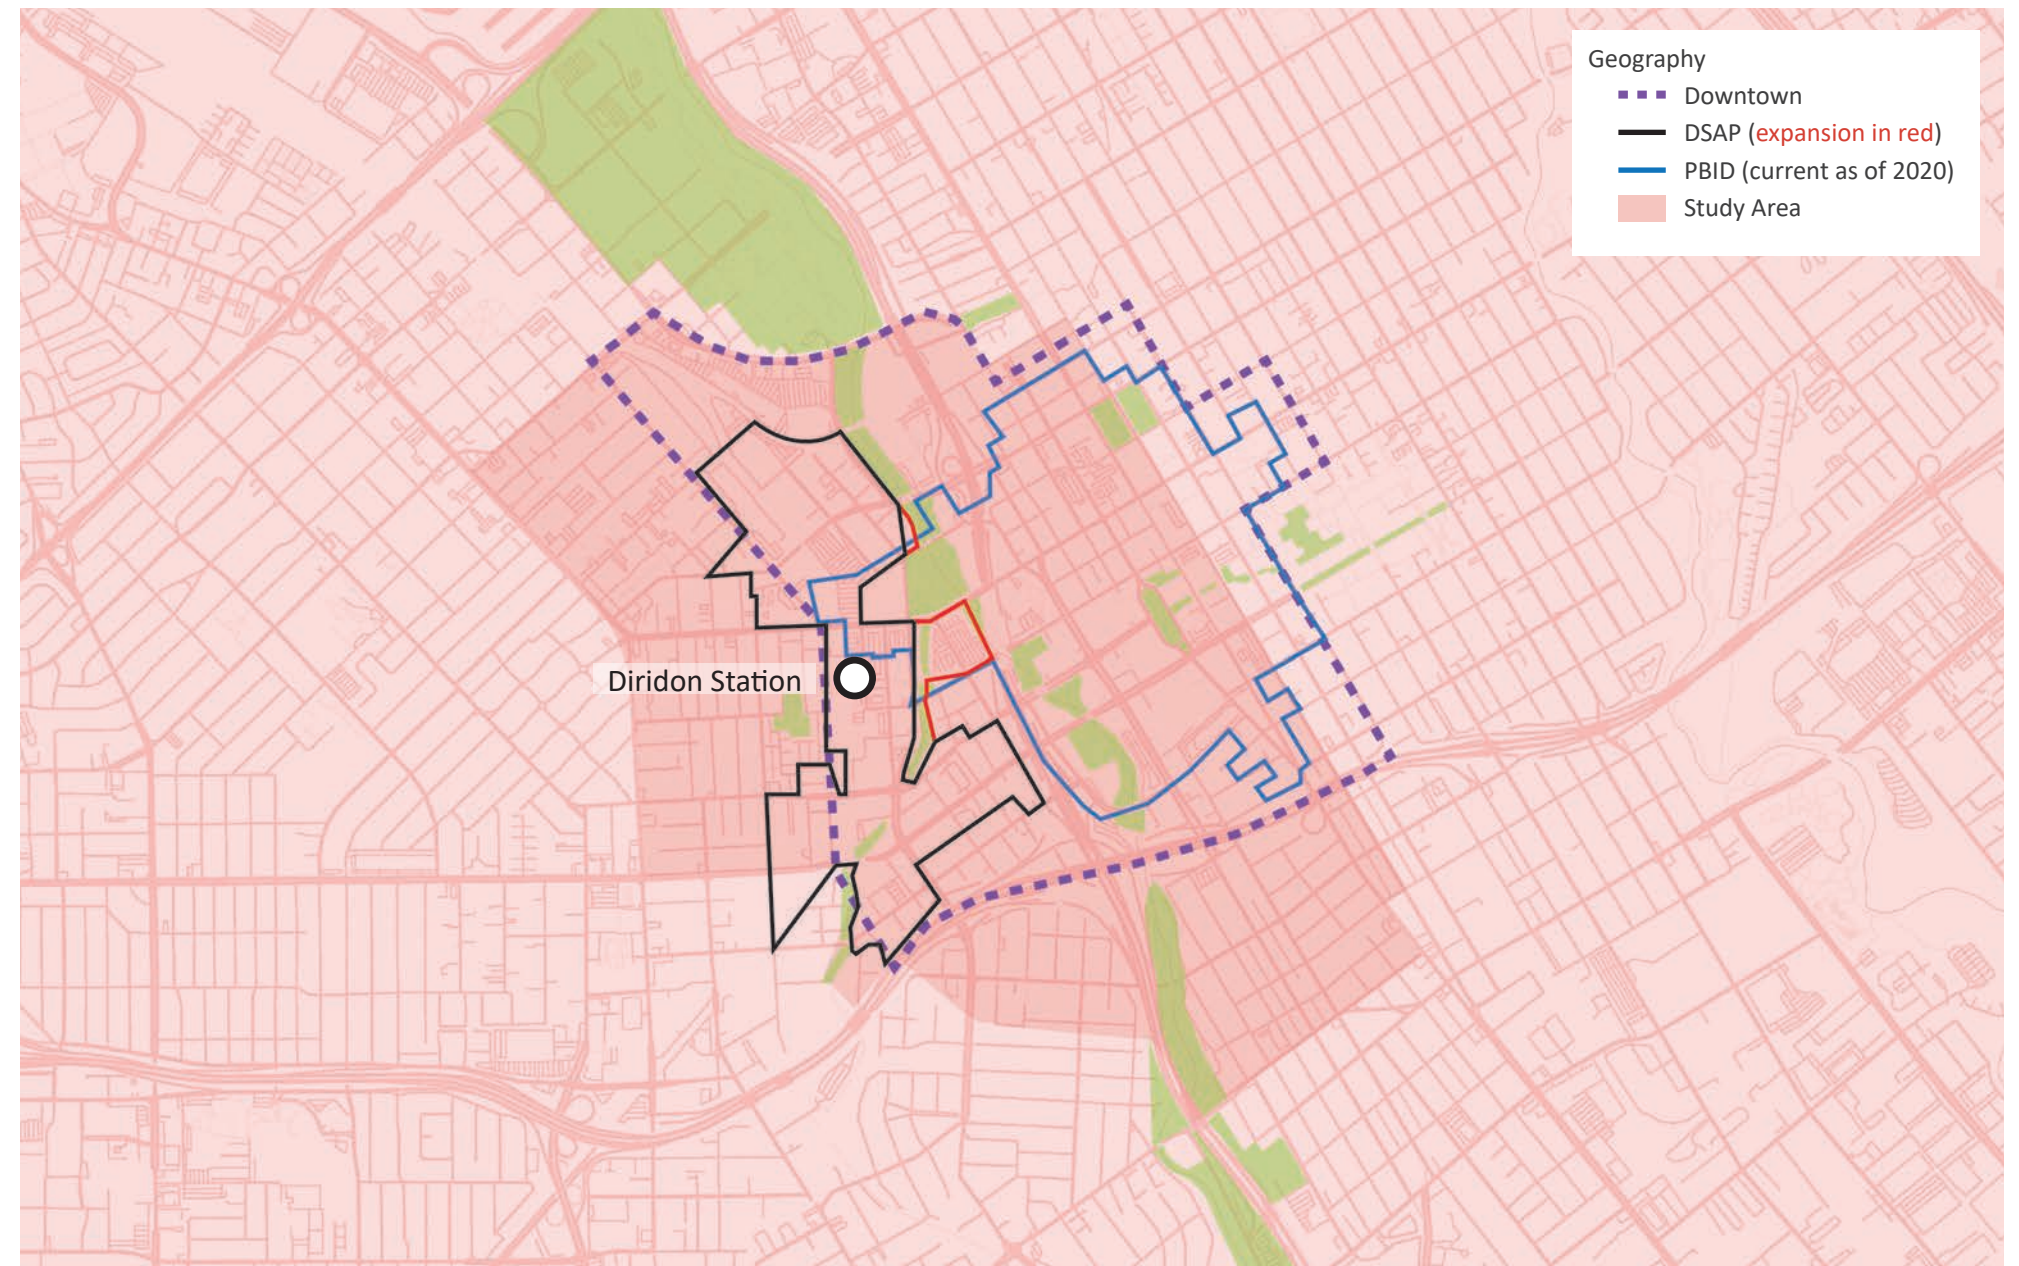 Geography
Downtown
DSAP (expansion in red)
PBID (current as of 2020)
Study Area
Diridon Station